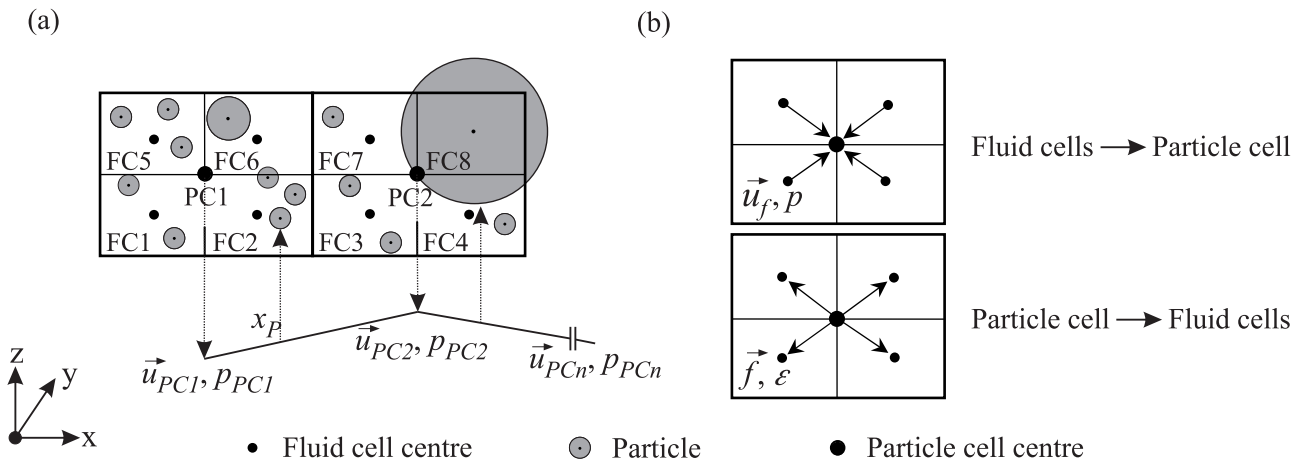 (a)
FC5 FC6 FC7 FC8
PC1 PC2
FC1 FC2 FC3 FC4
x_P
u_PC1, p_PC1
u_PC2, p_PC2
u_PCn, p_PCn
z
y
x
(b)
u_f, p
Fluid cells → Particle cell
f, ε
Particle cell → Fluid cells
Fluid cell centre
Particle
Particle cell centre